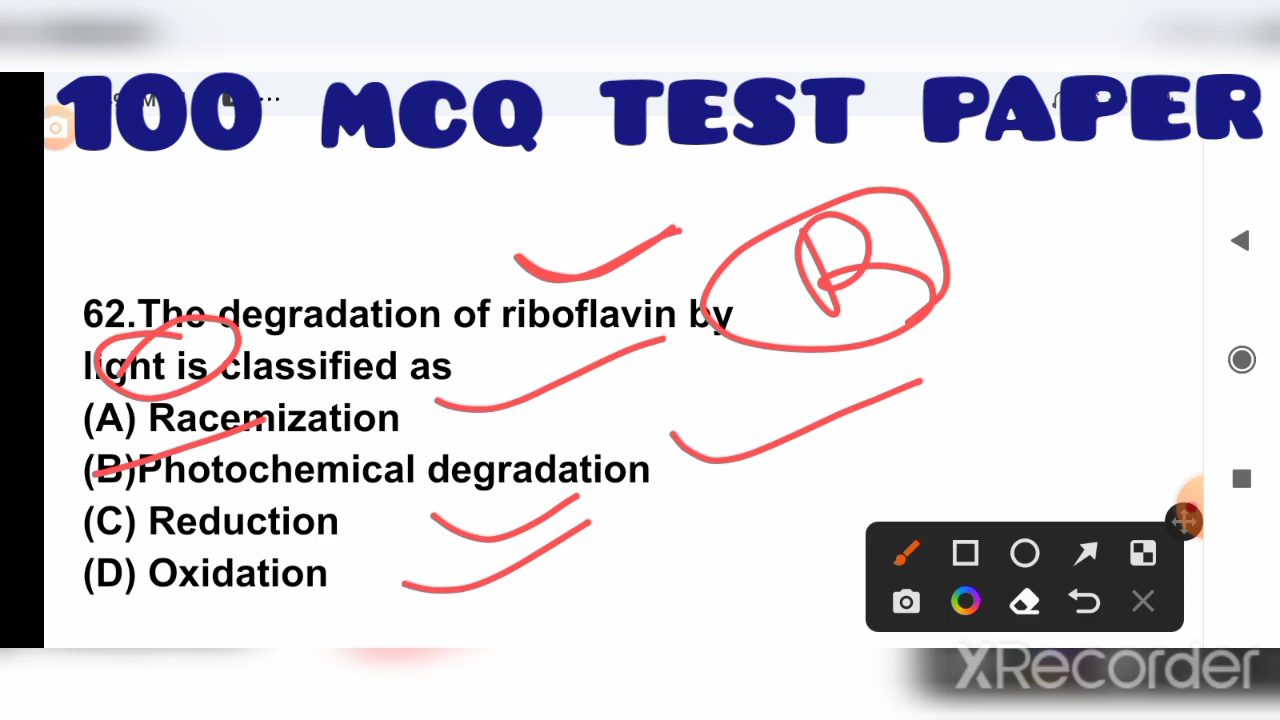 100 MCQ TEST PAPER
B
62.The degradation of riboflavin by
light is classified as
(A) Racemization
(B)Photochemical degradation
(C) Reduction
(D) Oxidation
XRecorder